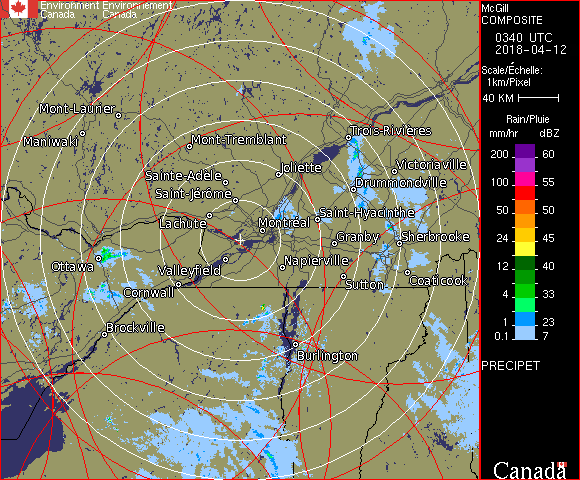 Environment Environnement
Canada Canada
McGill
COMPOSITE
0340 UTC
2018-04-12
Scale/Échelle:
1km/Pixel
40 KM
Rain/Pluie
mm/hr dBZ
200 60
150 57
100 55
50 50
24 45
12 40
4 33
1 23
0.1 7
PRECIPET
Canada
Mont-Laurier
Maniwaki
Mont-Tremblant
Trois-Rivières
Joliette
Victoriaville
Sainte-Adèle
Drummondville
Saint-Jérôme
Lachute
Saint-Hyacinthe
Montréal
Granby
Sherbrooke
Ottawa
Valleyfield
Napierville
Cornwall
Sutton
Coaticook
Brockville
Burlington